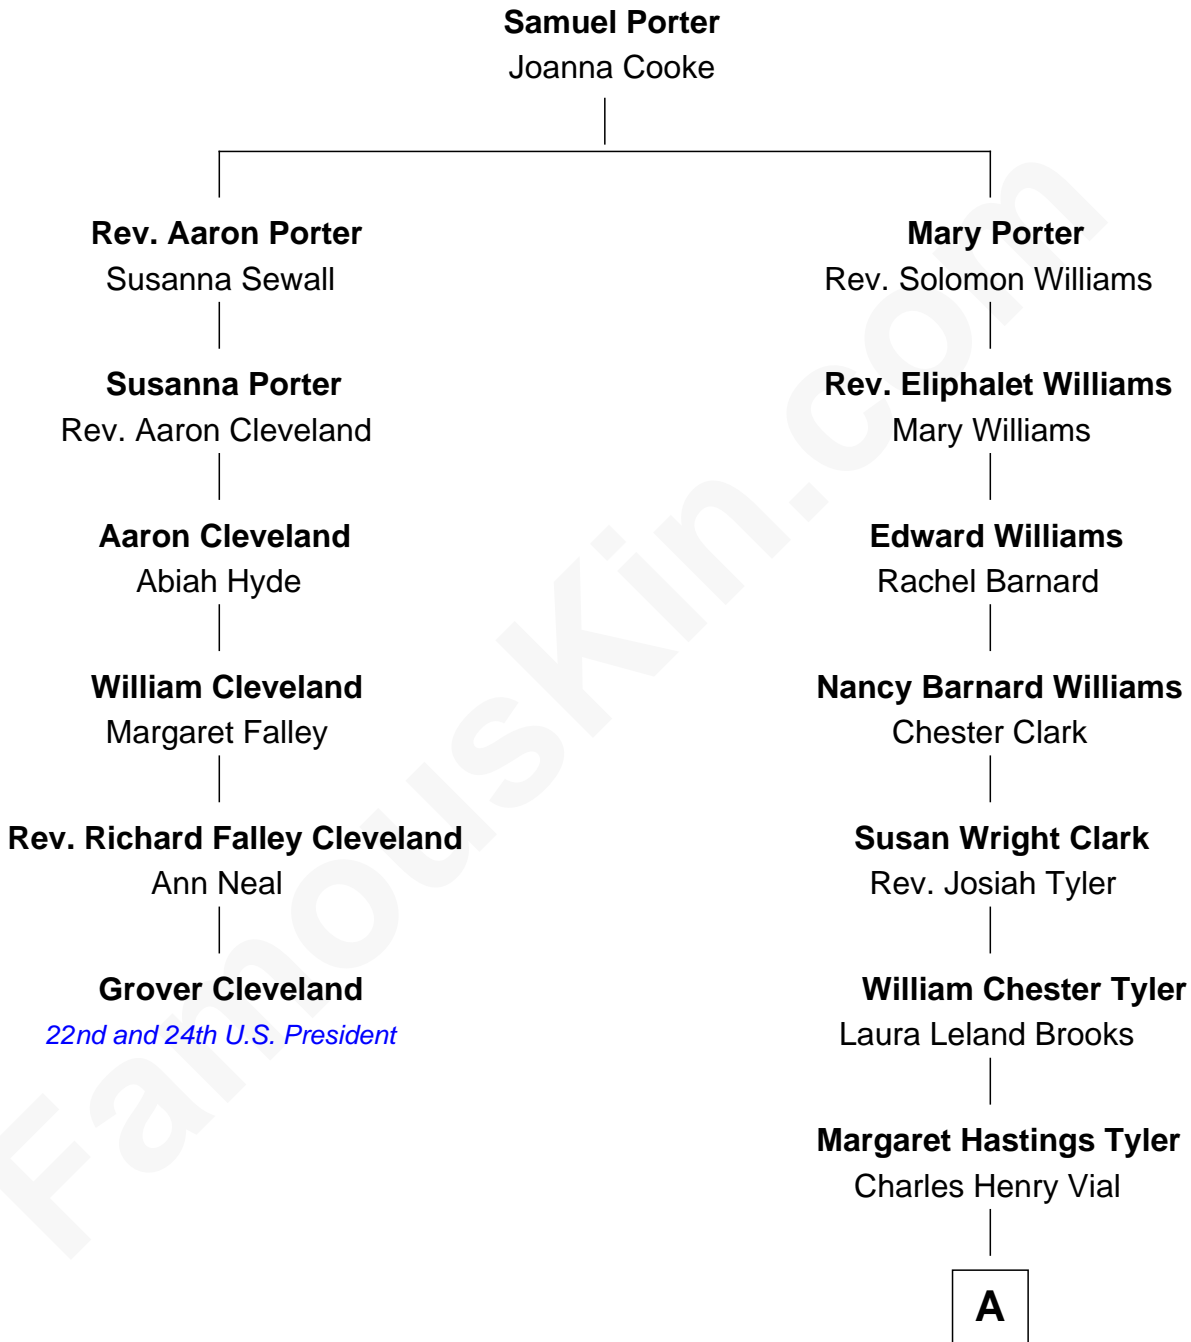 Samuel Porter
Joanna Cooke
Rev. Aaron Porter
Susanna Sewall
Susanna Porter
Rev. Aaron Cleveland
Aaron Cleveland
Abiah Hyde
William Cleveland
Margaret Falley
Rev. Richard Falley Cleveland
Ann Neal
Grover Cleveland
22nd and 24th U.S. President
Mary Porter
Rev. Solomon Williams
Rev. Eliphalet Williams
Mary Williams
Edward Williams
Rachel Barnard
Nancy Barnard Williams
Chester Clark
Susan Wright Clark
Rev. Josiah Tyler
William Chester Tyler
Laura Leland Brooks
Margaret Hastings Tyler
Charles Henry Vial
A
FamousKin.com